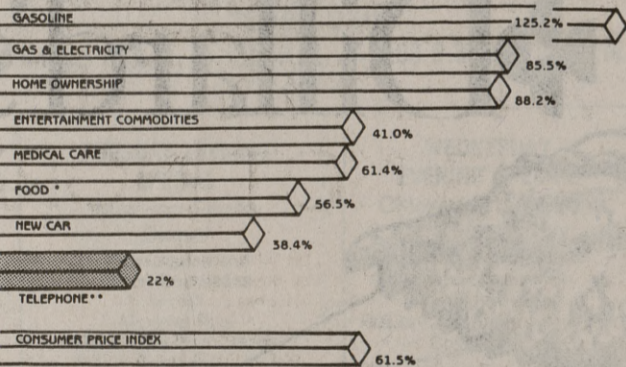 GASOLINE 125.2%
GAS & ELECTRICITY 85.5%
HOME OWNERSHIP 88.2%
ENTERTAINMENT COMMODITIES 41.0%
MEDICAL CARE 61.4%
FOOD * 56.5%
NEW CAR 38.4%
22%
TELEPHONE**
CONSUMER PRICE INDEX 61.5%